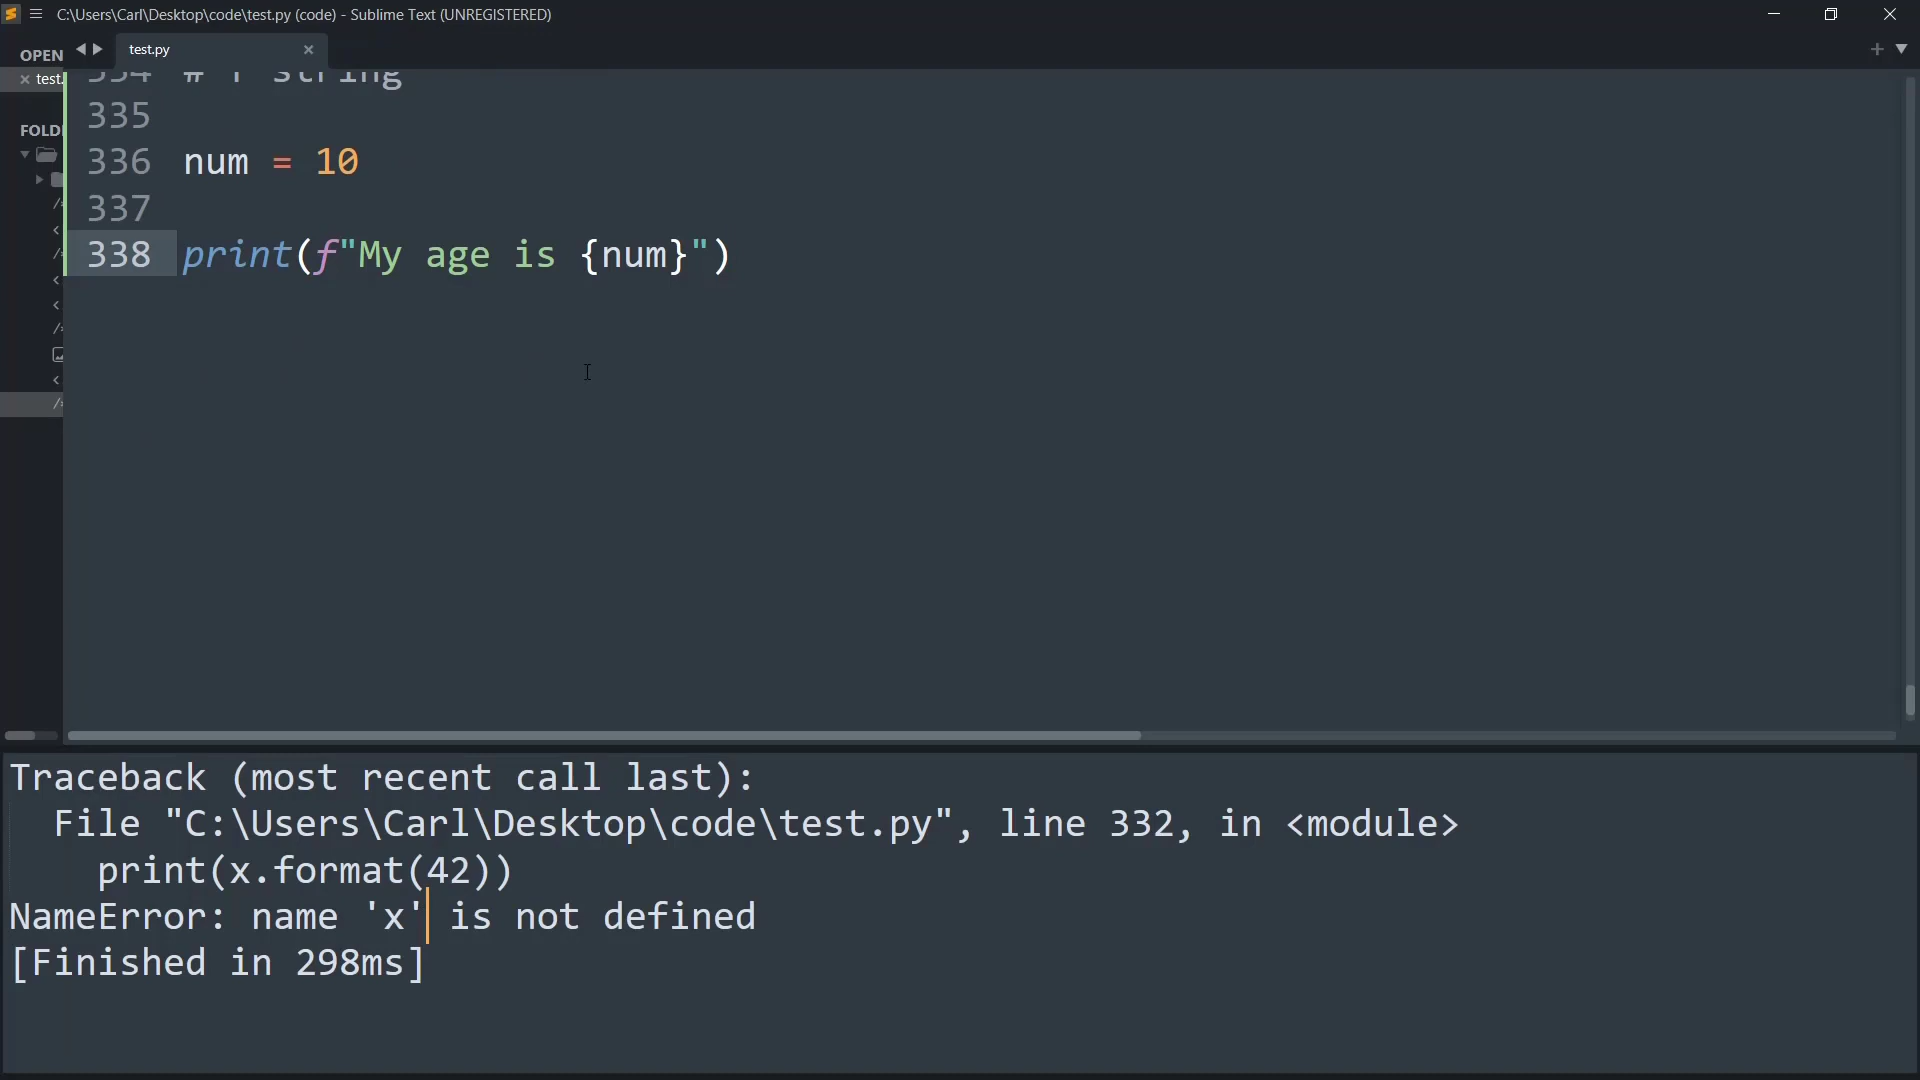 C:\Users\Carl\Desktop\code\test.py (code) - Sublime Text (UNREGISTERED)
OPEN
test.py
test.
FOLD
335
336 num = 10
337
338 print(f"My age is {num}")
Traceback (most recent call last):
File "C:\Users\Carl\Desktop\code\test.py", line 332, in <module>
print(x.format(42))
NameError: name 'x' is not defined
[Finished in 298ms]